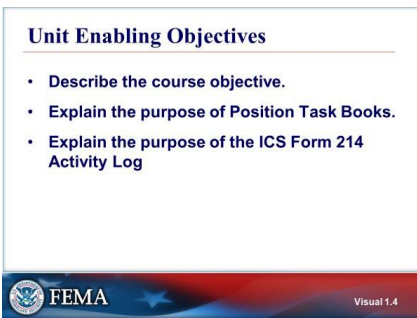 Unit Enabling Objectives
• Describe the course objective.
• Explain the purpose of Position Task Books.
• Explain the purpose of the ICS Form 214
Activity Log
FEMA
Visual 1.4